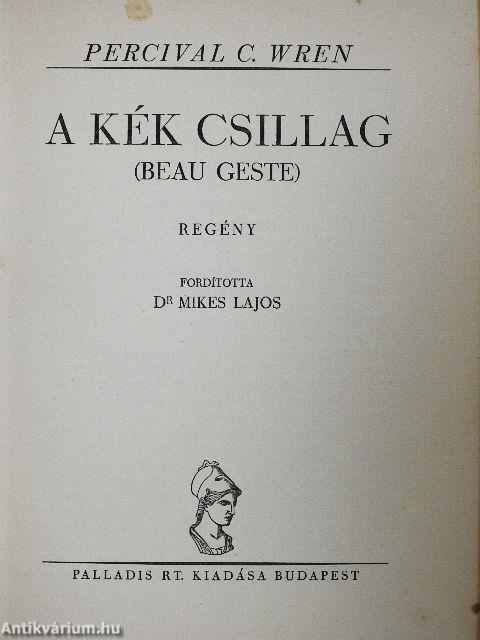 PERCIVAL C. WREN
A KÉK CSILLAG
(BEAU GESTE)
REGÉNY
FORDÍTOTTA
DR MIKES LAJOS
PALLADIS RT. KIADÁSA BUDAPEST
Antikvárium.hu